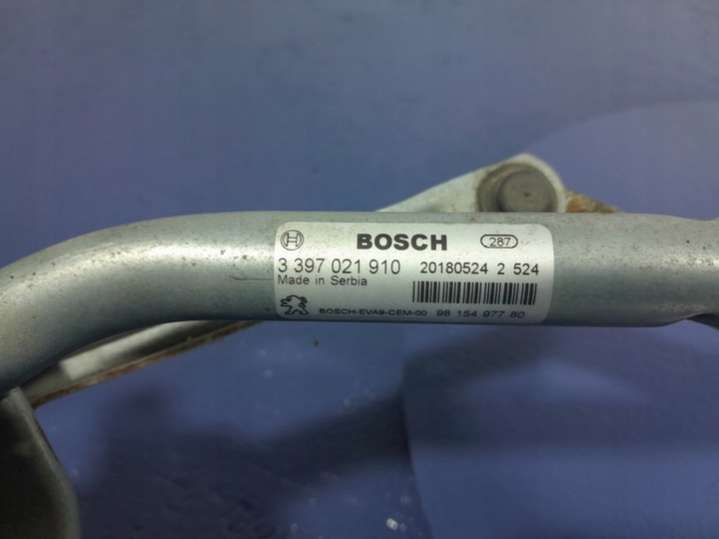 BOSCH 287
3 397 021 910 20180524 2 524
Made in Serbia
BOSCH-EVA9-CEM-00 98 154 977 80